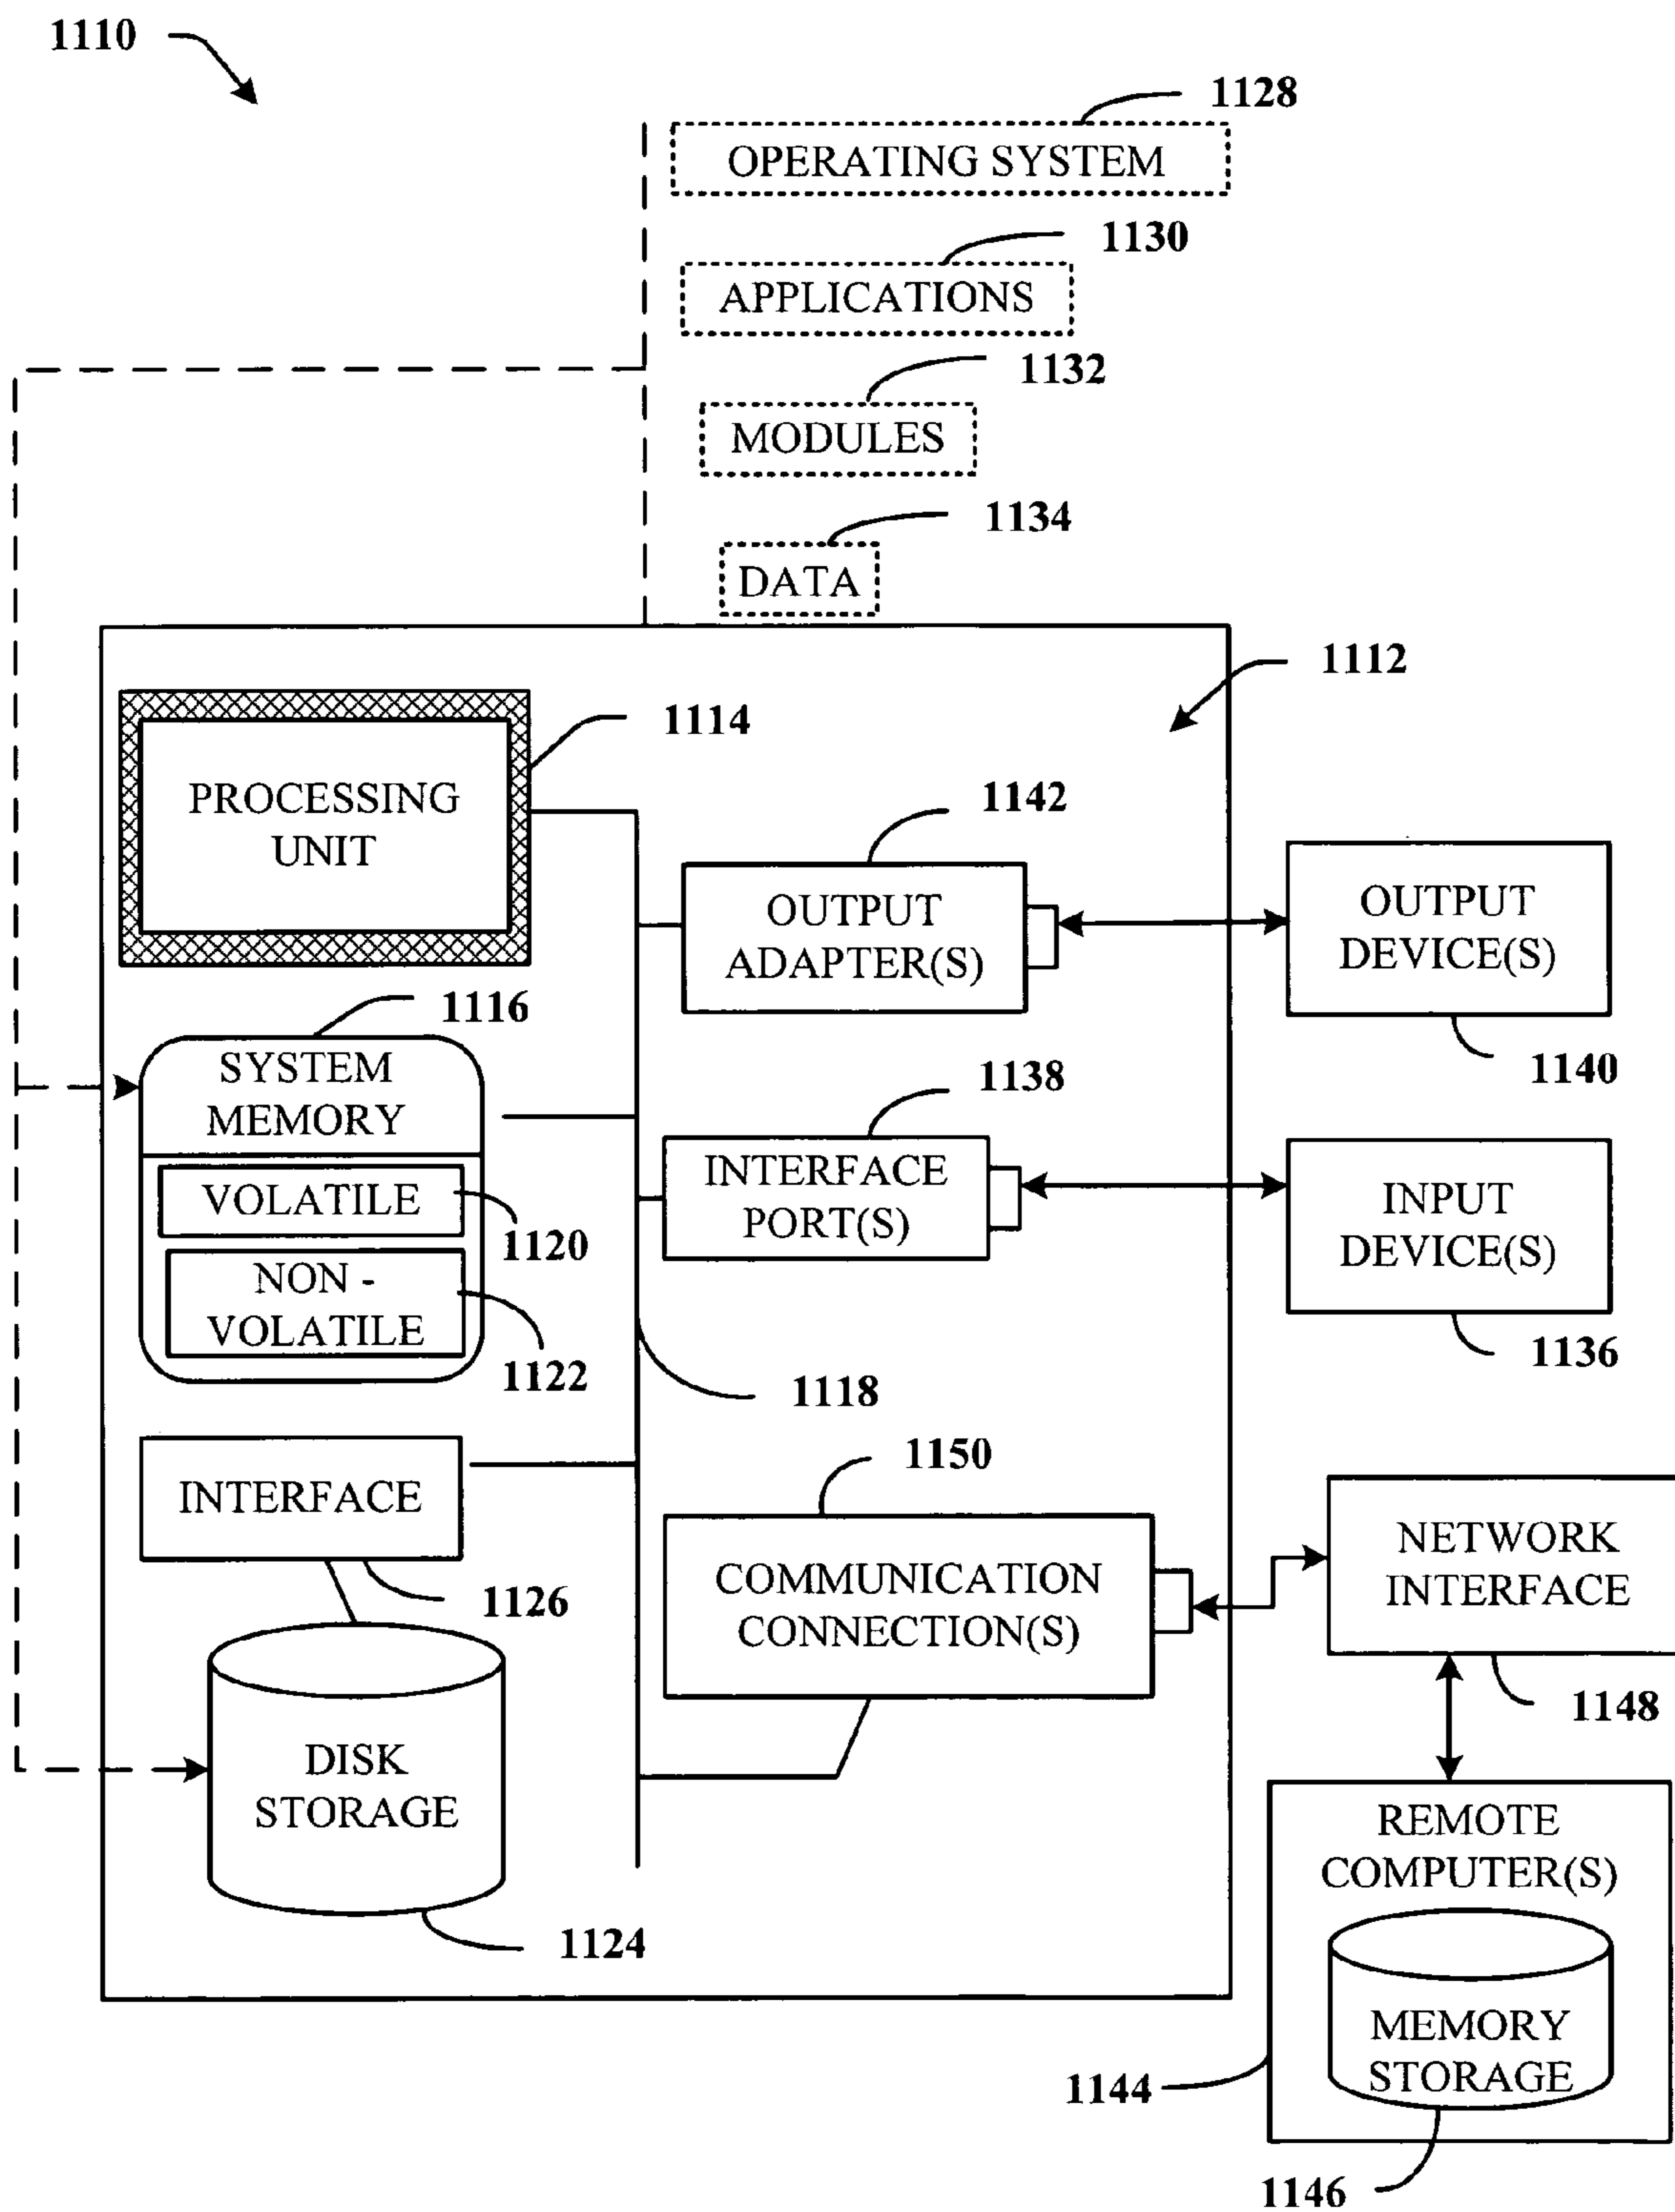 1110
1128
OPERATING SYSTEM
1130
APPLICATIONS
1132
MODULES
1134
DATA
1112
1114
PROCESSING
UNIT
1142
OUTPUT
ADAPTER(S)
OUTPUT
DEVICE(S)
1140
1116
SYSTEM
MEMORY
VOLATILE
1120
NON -
VOLATILE
1122
1138
INTERFACE
PORT(S)
INPUT
DEVICE(S)
1136
1118
1150
INTERFACE
1126
COMMUNICATION
CONNECTION(S)
NETWORK
INTERFACE
1148
DISK
STORAGE
1124
REMOTE
COMPUTER(S)
MEMORY
STORAGE
1144
1146